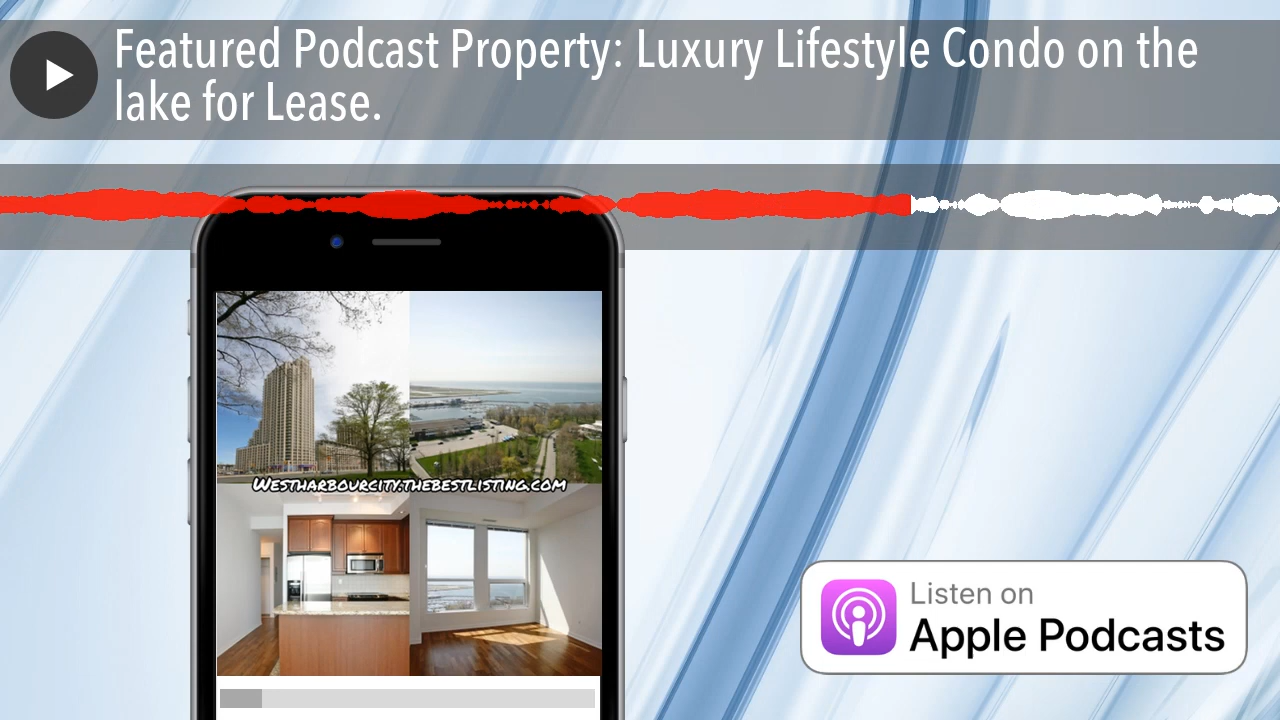 Featured Podcast Property: Luxury Lifestyle Condo on the
lake for Lease.
Westharbourcity.thebestlisting.com
Listen on
Apple Podcasts